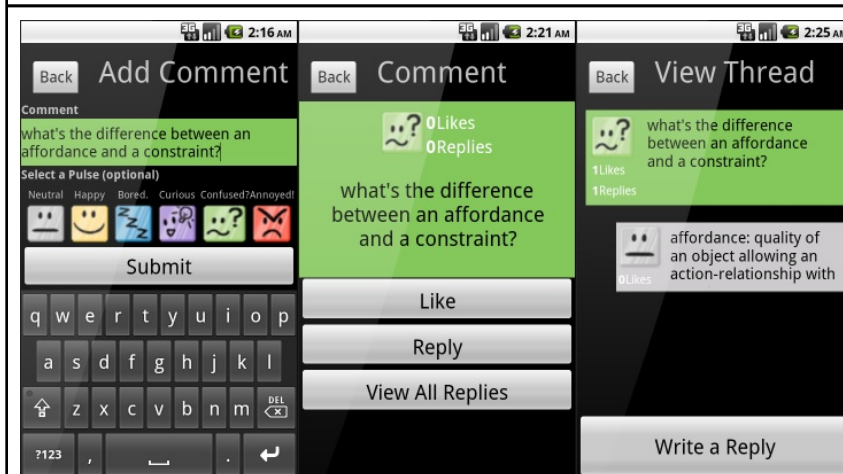 3G 2:16 AM
Back Add Comment
Comment
what's the difference between an
affordance and a constraint?
Select a Pulse (optional)
Neutral Happy Bored. Curious Confused? Annoyed!
zzz ?
Submit
q w e r t y u i o p
a s d f g h j k l
z x c v b n m DEL
?123 , .
3G 2:21 AM
Back Comment
?
0Likes
0Replies
what's the difference
between an affordance
and a constraint?
Like
Reply
View All Replies
3G 2:25 AM
Back View Thread
?
what's the difference
between an affordance
and a constraint?
1Likes
1Replies
affordance: quality of
an object allowing an
action-relationship with
0Likes
Write a Reply